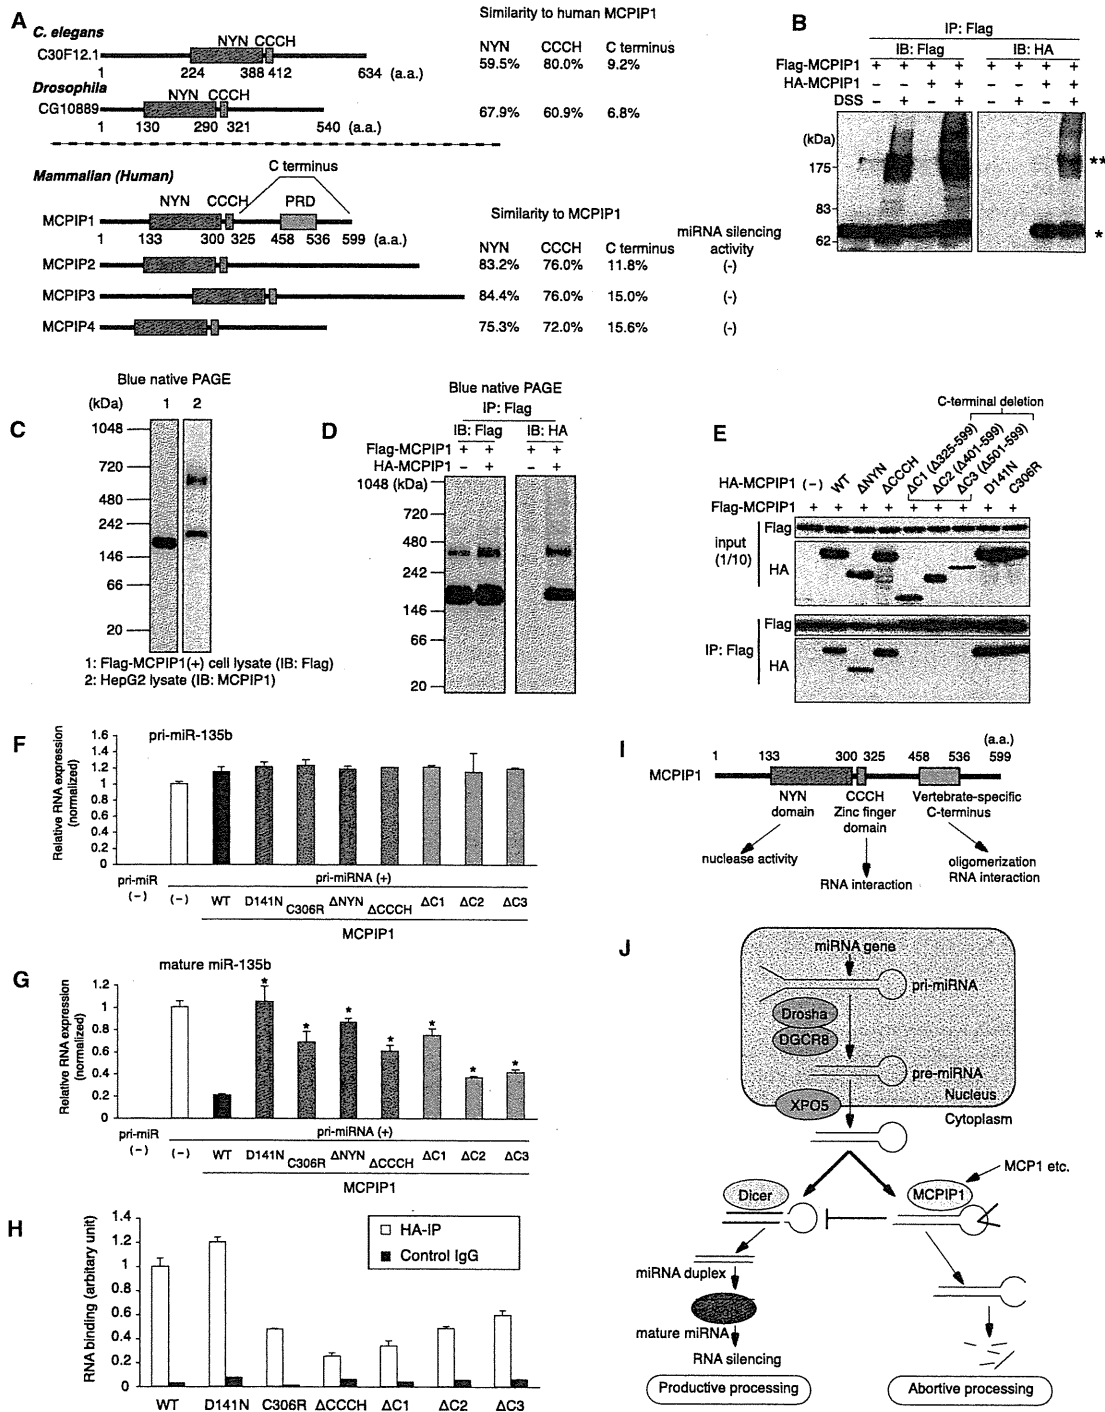 A
Similarity to human MCPIP1
C. elegans
NYN CCCH
NYN CCCH C terminus
C30F12.1
59.5% 80.0% 9.2%
1 224 388 412 634 (a.a.)
Drosophila
NYN CCCH
CG10889
67.9% 60.9% 6.8%
1 130 290 321 540 (a.a.)
C terminus
Mammalian (Human)
NYN CCCH PRD
MCPIP1
1 133 300 325 458 536 599 (a.a.)
Similarity to MCPIP1
NYN CCCH C terminus
miRNA silencing
activity
MCPIP2 83.2% 76.0% 11.8% (-)
MCPIP3 84.4% 76.0% 15.0% (-)
MCPIP4 75.3% 72.0% 15.6% (-)
B
IP: Flag
IB: Flag IB: HA
Flag-MCPIP1 + + + + + + + +
HA-MCPIP1 − − + + − − + +
DSS − + − + − + − +
(kDa)
175
83
62
**
*
C
Blue native PAGE
(kDa) 1 2
1048
720
480
242
146
66
20
1: Flag-MCPIP1(+) cell lysate (IB: Flag)
2: HepG2 lysate (IB: MCPIP1)
D
Blue native PAGE
IP: Flag
IB: Flag IB: HA
Flag-MCPIP1 + + + +
HA-MCPIP1 − + − +
1048 (kDa)
720
480
242
146
66
20
E
C-terminal deletion
HA-MCPIP1 (−) WT ΔNYN ΔCCCH ΔC1 (Δ325-599) ΔC2 (Δ401-599) ΔC3 (Δ501-599) D141N C306R
Flag-MCPIP1 + + + + + + + + +
input
(1/10)
Flag
HA
IP: Flag
Flag
HA
F
pri-miR-135b
Relative RNA expression
(normalized)
1.6
1.4
1.2
1
0.8
0.6
0.4
0.2
0
pri-miR
(−)
pri-miRNA (+)
(−) WT D141N C306R ΔNYN ΔCCCH ΔC1 ΔC2 ΔC3
MCPIP1
G
mature miR-135b
Relative RNA expression
(normalized)
1.2
1
0.8
0.6
0.4
0.2
0
* * * * * * *
pri-miR
(−)
pri-miRNA (+)
(−) WT D141N C306R ΔNYN ΔCCCH ΔC1 ΔC2 ΔC3
MCPIP1
H
RNA binding (arbitary unit)
1.4
1.2
1
0.8
0.6
0.4
0.2
0
HA-IP
Control IgG
WT D141N C306R ΔCCCH ΔC1 ΔC2 ΔC3
I
(a.a.)
1 133 300 325 458 536 599
MCPIP1
NYN
domain
CCCH
Zinc finger
domain
Vertebrate-specific
C-terminus
nuclease activity
RNA interaction
oligomerization
RNA interaction
J
miRNA gene
pri-miRNA
Drosha
DGCR8
pre-miRNA
Nucleus
XPO5
Cytoplasm
MCP1 etc.
Dicer
MCPIP1
miRNA duplex
mature miRNA
RNA silencing
Productive processing
Abortive processing